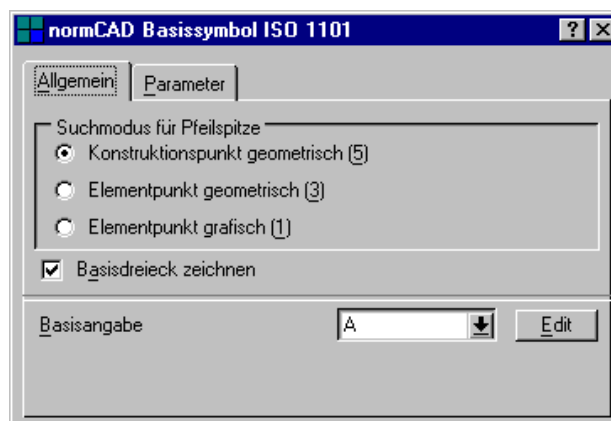 normCAD Basissymbol ISO 1101
Allgemein Parameter
Suchmodus für Pfeilspitze
Konstruktionspunkt geometrisch (5)
Elementpunkt geometrisch (3)
Elementpunkt grafisch (1)
Basisdreieck zeichnen
Basisangabe A Edit